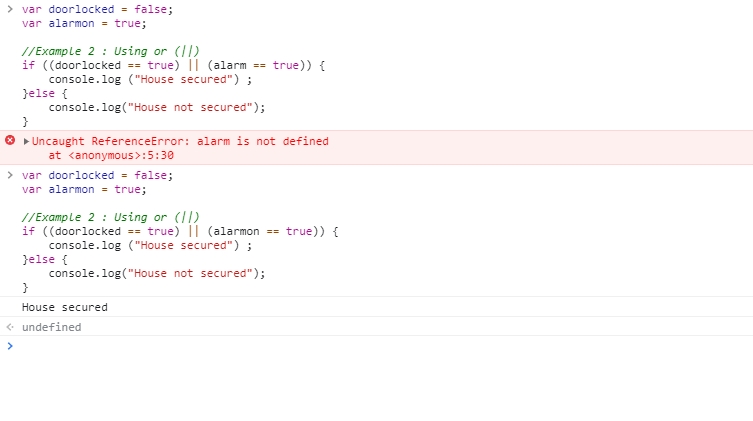 var doorlocked = false;
var alarmon = true;
//Example 2 : Using or (||)
if ((doorlocked == true) || (alarm == true)) {
    console.log ("House secured") ;
}else {
    console.log("House not secured");
}
Uncaught ReferenceError: alarm is not defined
    at <anonymous>:5:30
var doorlocked = false;
var alarmon = true;
//Example 2 : Using or (||)
if ((doorlocked == true) || (alarmon == true)) {
    console.log ("House secured") ;
}else {
    console.log("House not secured");
}
House secured
undefined